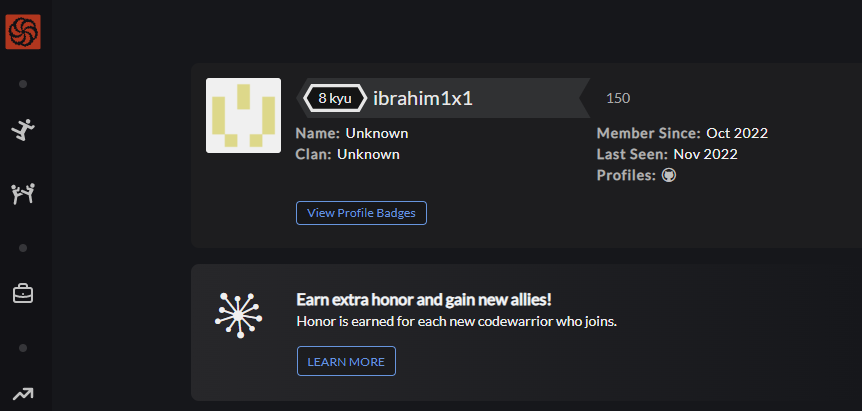 8 kyu ibrahim1x1 150
Name: Unknown
Clan: Unknown
Member Since: Oct 2022
Last Seen: Nov 2022
Profiles:
View Profile Badges
Earn extra honor and gain new allies!
Honor is earned for each new codewarrior who joins.
LEARN MORE